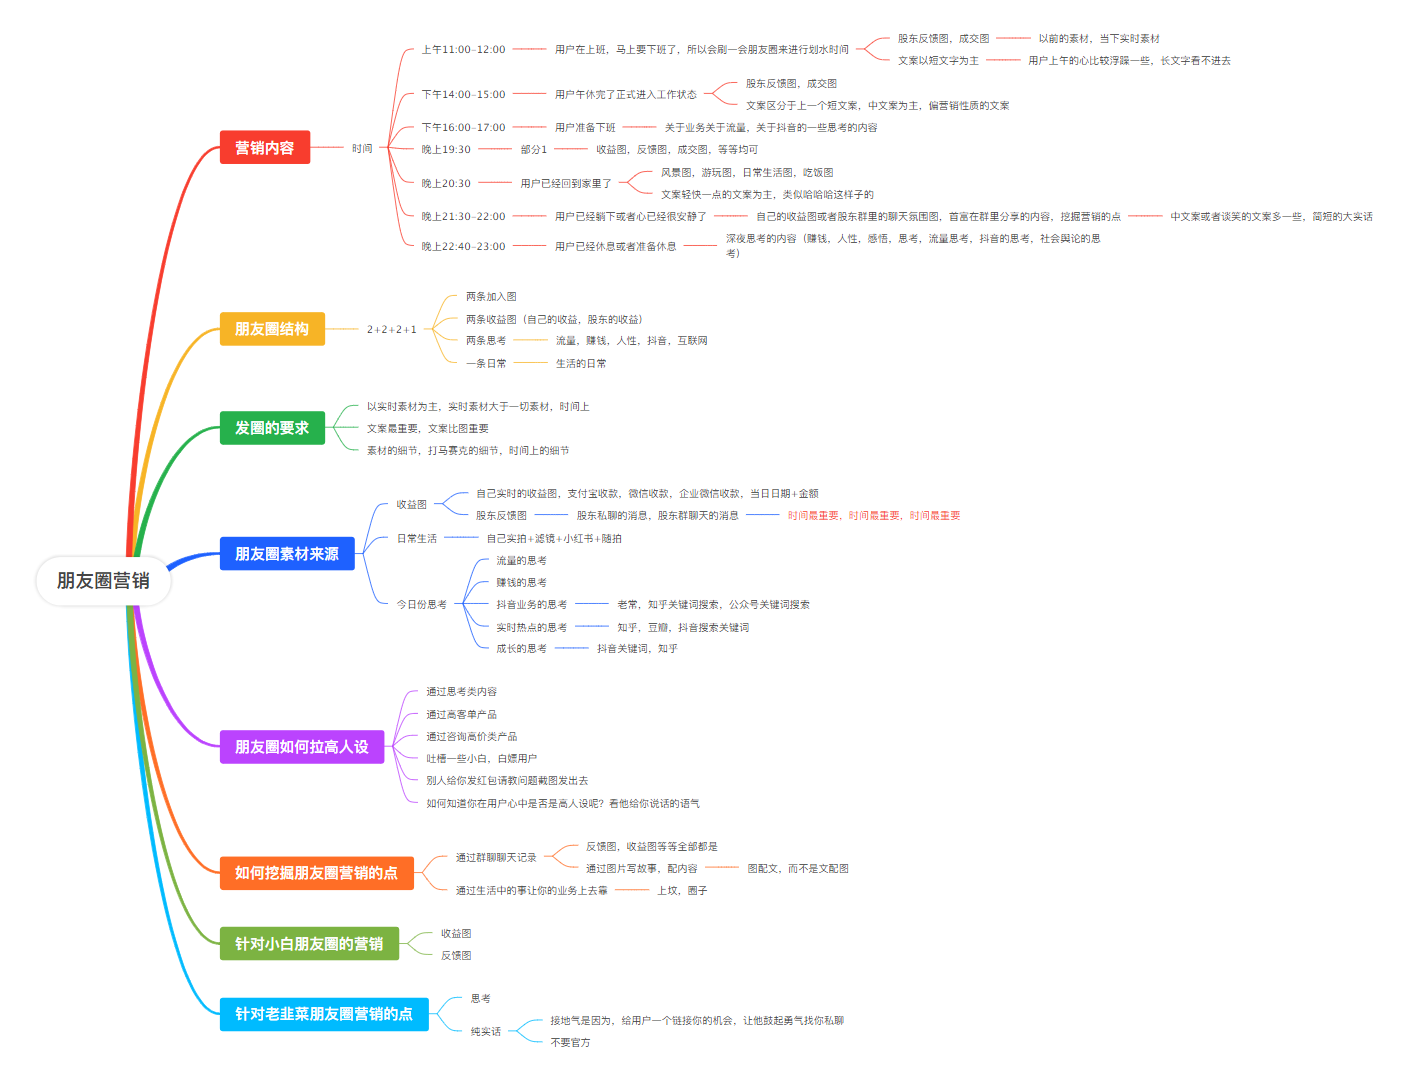 朋友圈营销
营销内容
时间
上午11:00-12:00
用户在上班，马上要下班了，所以会刷一会朋友圈来进行划水时间
股东反馈图，成交图
以前的素材，当下实时素材
文案以短文字为主
用户上午的心比较浮躁一些，长文字看不进去
下午14:00-15:00
用户午休完了正式进入工作状态
股东反馈图，成交图
文案区分于上一个短文案，中文案为主，偏营销性质的文案
下午16:00-17:00
用户准备下班
关于业务关于流量，关于抖音的一些思考的内容
晚上19:30
部分1
收益图，反馈图，成交图，等等均可
晚上20:30
用户已经回到家里了
风景图，游玩图，日常生活图，吃饭图
文案轻快一点的文案为主，类似哈哈哈这样子的
晚上21:30-22:00
用户已经躺下或者心已经很安静了
自己的收益图或者股东群里的聊天氛围图，首富在群里分享的内容，挖掘营销的点
中文案或者谈笑的文案多一些，简短的大实话
晚上22:40-23:00
用户已经休息或者准备休息
深夜思考的内容（赚钱，人性，感悟，思考，流量思考，抖音的思考，社会舆论的思
考）
朋友圈结构
2+2+2+1
两条加入图
两条收益图（自己的收益，股东的收益）
两条思考
流量，赚钱，人性，抖音，互联网
一条日常
生活的日常
发圈的要求
以实时素材为主，实时素材大于一切素材，时间上
文案最重要，文案比图重要
素材的细节，打马赛克的细节，时间上的细节
朋友圈素材来源
收益图
自己实时的收益图，支付宝收款，微信收款，企业微信收款，当日日期+金额
股东反馈图
股东私聊的消息，股东群聊天的消息
时间最重要，时间最重要，时间最重要
日常生活
自己实拍+滤镜+小红书+随拍
今日份思考
流量的思考
赚钱的思考
抖音业务的思考
老常，知乎关键词搜索，公众号关键词搜索
实时热点的思考
知乎，豆瓣，抖音搜索关键词
成长的思考
抖音关键词，知乎
朋友圈如何拉高人设
通过思考类内容
通过高客单产品
通过咨询高价类产品
吐槽一些小白，白嫖用户
别人给你发红包请教问题截图发出去
如何知道你在用户心中是否是高人设呢？看他给你说话的语气
如何挖掘朋友圈营销的点
通过群聊聊天记录
反馈图，收益图等等全部都是
通过图片写故事，配内容
图配文，而不是文配图
通过生活中的事让你的业务上去靠
上坟，圈子
针对小白朋友圈的营销
收益图
反馈图
针对老韭菜朋友圈营销的点
思考
纯实话
接地气是因为，给用户一个链接你的机会，让他鼓起勇气找你私聊
不要官方